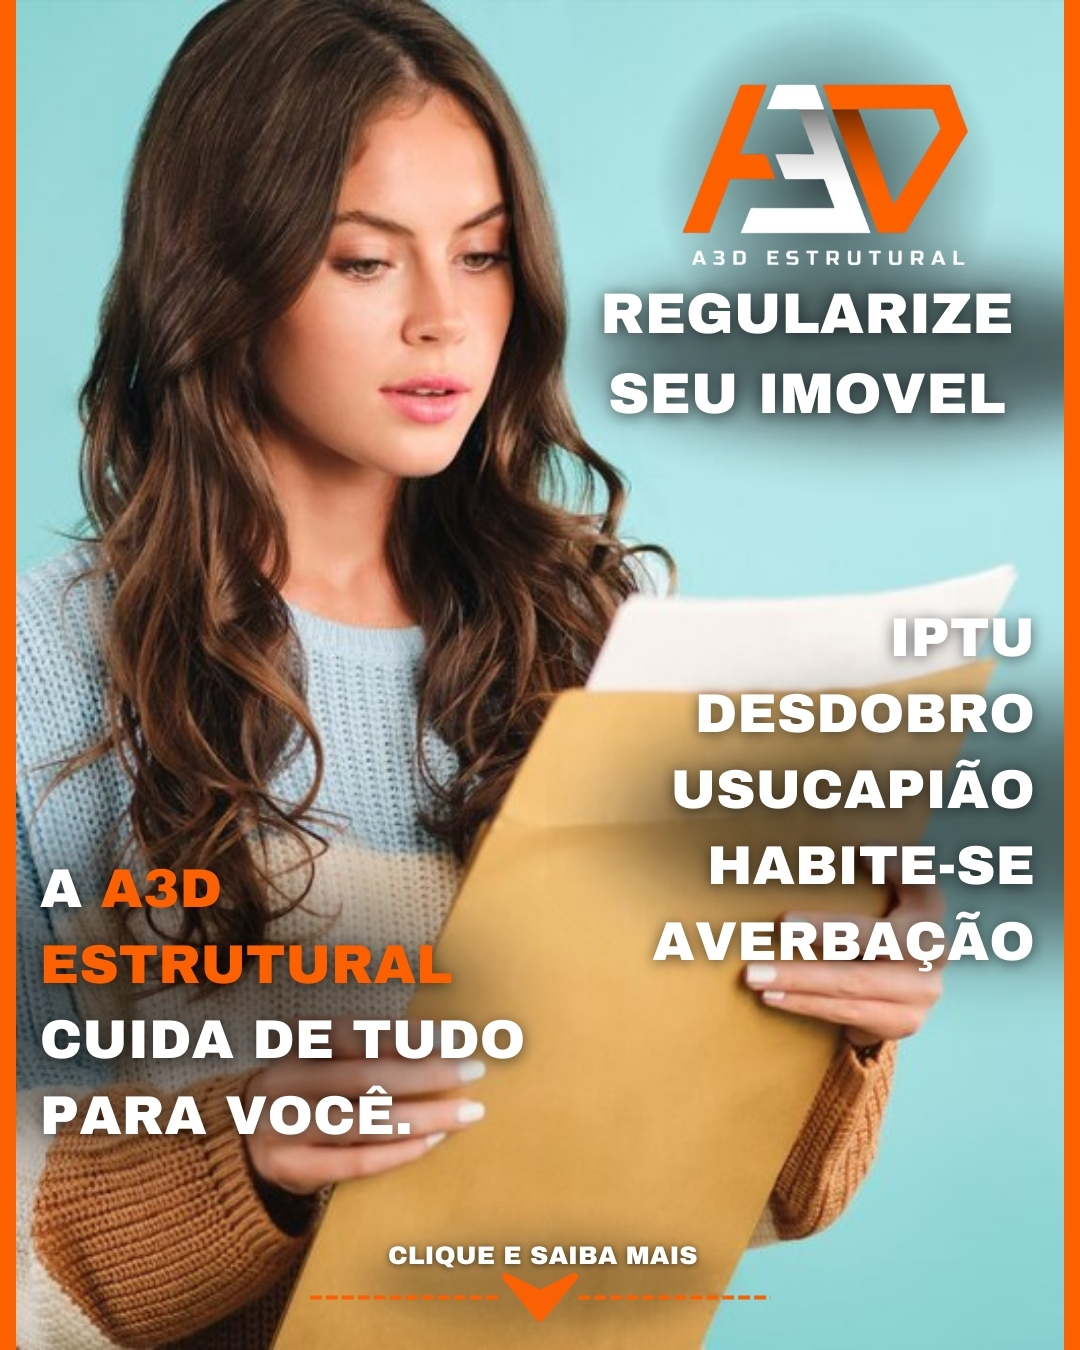 A3D
A3D ESTRUTURAL
REGULARIZE
SEU IMOVEL
IPTU
DESDOBRO
USUCAPIÃO
HABITE-SE
AVERBAÇÃO
A A3D
ESTRUTURAL
CUIDA DE TUDO
PARA VOCÊ.
CLIQUE E SAIBA MAIS